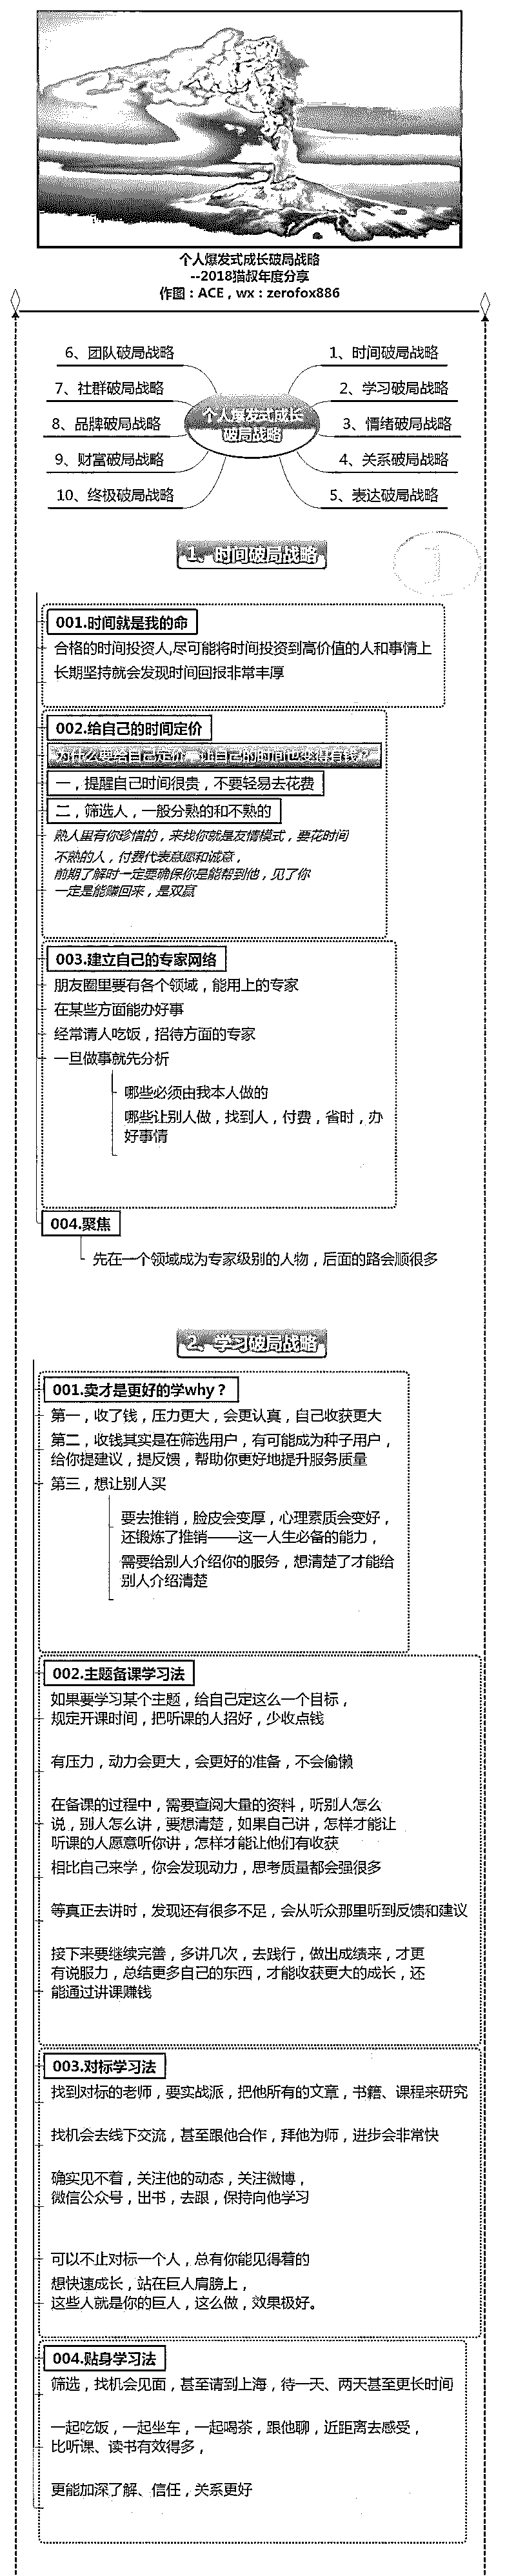 个人爆发式成长破局战略
--2018猫叔年度分享
作图：ACE，wx：zerofox886
6、团队破局战略
7、社群破局战略
8、品牌破局战略
9、财富破局战略
10、终极破局战略
个人爆发式成长
破局战略
1、时间破局战略
2、学习破局战略
3、情绪破局战略
4、关系破局战略
5、表达破局战略
1、时间破局战略
1
001.时间就是我的命
合格的时间投资人,尽可能将时间投资到高价值的人和事情上
长期坚持就会发现时间回报非常丰厚
002.给自己的时间定价
为什么要给自己定价 让自己的时间也变得有钱？
一，提醒自己时间很贵，不要轻易去花费
二，筛选人，一般分熟的和不熟的
熟人里有你珍惜的，来找你就是友情模式，要花时间
不熟的人，付费代表意愿和诚意，
前期了解时一定要确保你是能帮到他，见了你
一定是能赚回来，是双赢
003.建立自己的专家网络
朋友圈里要有各个领域，能用上的专家
在某些方面能办好事
经常请人吃饭，招待方面的专家
一旦做事就先分析
哪些必须由我本人做的
哪些让别人做，找到人，付费，省时，办
好事情
004.聚焦
先在一个领域成为专家级别的人物，后面的路会顺很多
2、学习破局战略
001.卖才是更好的学why？
第一，收了钱，压力更大，会更认真，自己收获更大
第二，收钱其实是在筛选用户，有可能成为种子用户，
给你提建议，提反馈，帮助你更好地提升服务质量
第三，想让别人买
要去推销，脸皮会变厚，心理素质会变好，
还锻炼了推销——这一人生必备的能力，
需要给别人介绍你的服务，想清楚了才能给
别人介绍清楚
002.主题备课学习法
如果要学习某个主题，给自己定这么一个目标，
规定开课时间，把听课的人招好，少收点钱
有压力，动力会更大，会更好的准备，不会偷懒
在备课的过程中，需要查阅大量的资料，听别人怎么
说，别人怎么讲，要想清楚，如果自己讲，怎样才能让
听课的人愿意听你讲，怎样才能让他们有收获
相比自己来学，你会发现动力，思考质量都会强很多
等真正去讲时，发现还有很多不足，会从听众那里听到反馈和建议
接下来要继续完善，多讲几次，去践行，做出成绩来，才更
有说服力，总结更多自己的东西，才能收获更大的成长，还
能通过讲课赚钱
003.对标学习法
找到对标的老师，要实战派，把他所有的文章，书籍、课程来研究
找机会去线下交流，甚至跟他合作，拜他为师，进步会非常快
确实见不着，关注他的动态，关注微博，
微信公众号，出书，去跟，保持向他学习
可以不止对标一个人，总有你能见得着的
想快速成长，站在巨人肩膀上，
这些人就是你的巨人，这么做，效果极好。
004.贴身学习法
筛选，找机会见面，甚至请到上海，待一天、两天甚至更长时间
一起吃饭，一起坐车，一起喝茶，跟他聊，近距离去感受，
比听课、读书有效得多，
更能加深了解、信任，关系更好